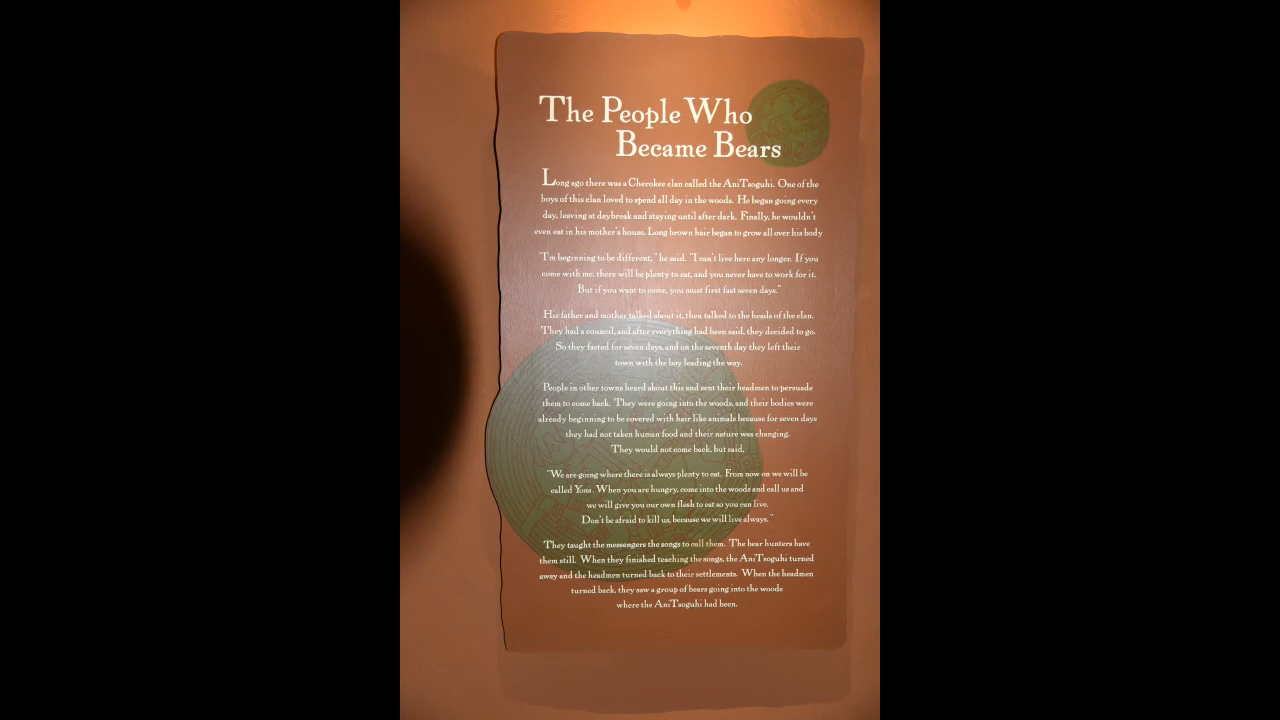 The People Who
Became Bears
Long ago there was a Cherokee clan called the AniTsoguhi. One of the
boys of this clan loved to spend all day in the woods. He began going every
day, leaving at daybreak and staying until after dark. Finally, he wouldn't
even eat in his mother's house. Long brown hair began to grow all over his body
"I'm beginning to be different," he said. "I can't live here any longer. If you
come with me, there will be plenty to eat, and you never have to work for it.
But if you want to come, you must first fast seven days."
His father and mother talked about it, then talked to the heads of the clan.
They had a council, and after everything had been said, they decided to go.
So they fasted for seven days, and on the seventh day they left their
town with the boy leading the way.
People in other towns heard about this and sent their headmen to persuade
them to come back. They were going into the woods, and their bodies were
already beginning to be covered with hair like animals because for seven days
they had not taken human food and their nature was changing.
They would not come back, but said,
"We are going where there is always plenty to eat. From now on we will be
called Yona. When you are hungry, come into the woods and call us and
we will give you our own flesh to eat so you can live.
Don't be afraid to kill us, because we will live always."
They taught the messengers the songs to call them. The bear hunters have
them still. When they finished teaching the songs, the AniTsoguhi turned
away and the headmen turned back to their settlements. When the headmen
turned back, they saw a group of bears going into the woods
where the AniTsoguhi had been.